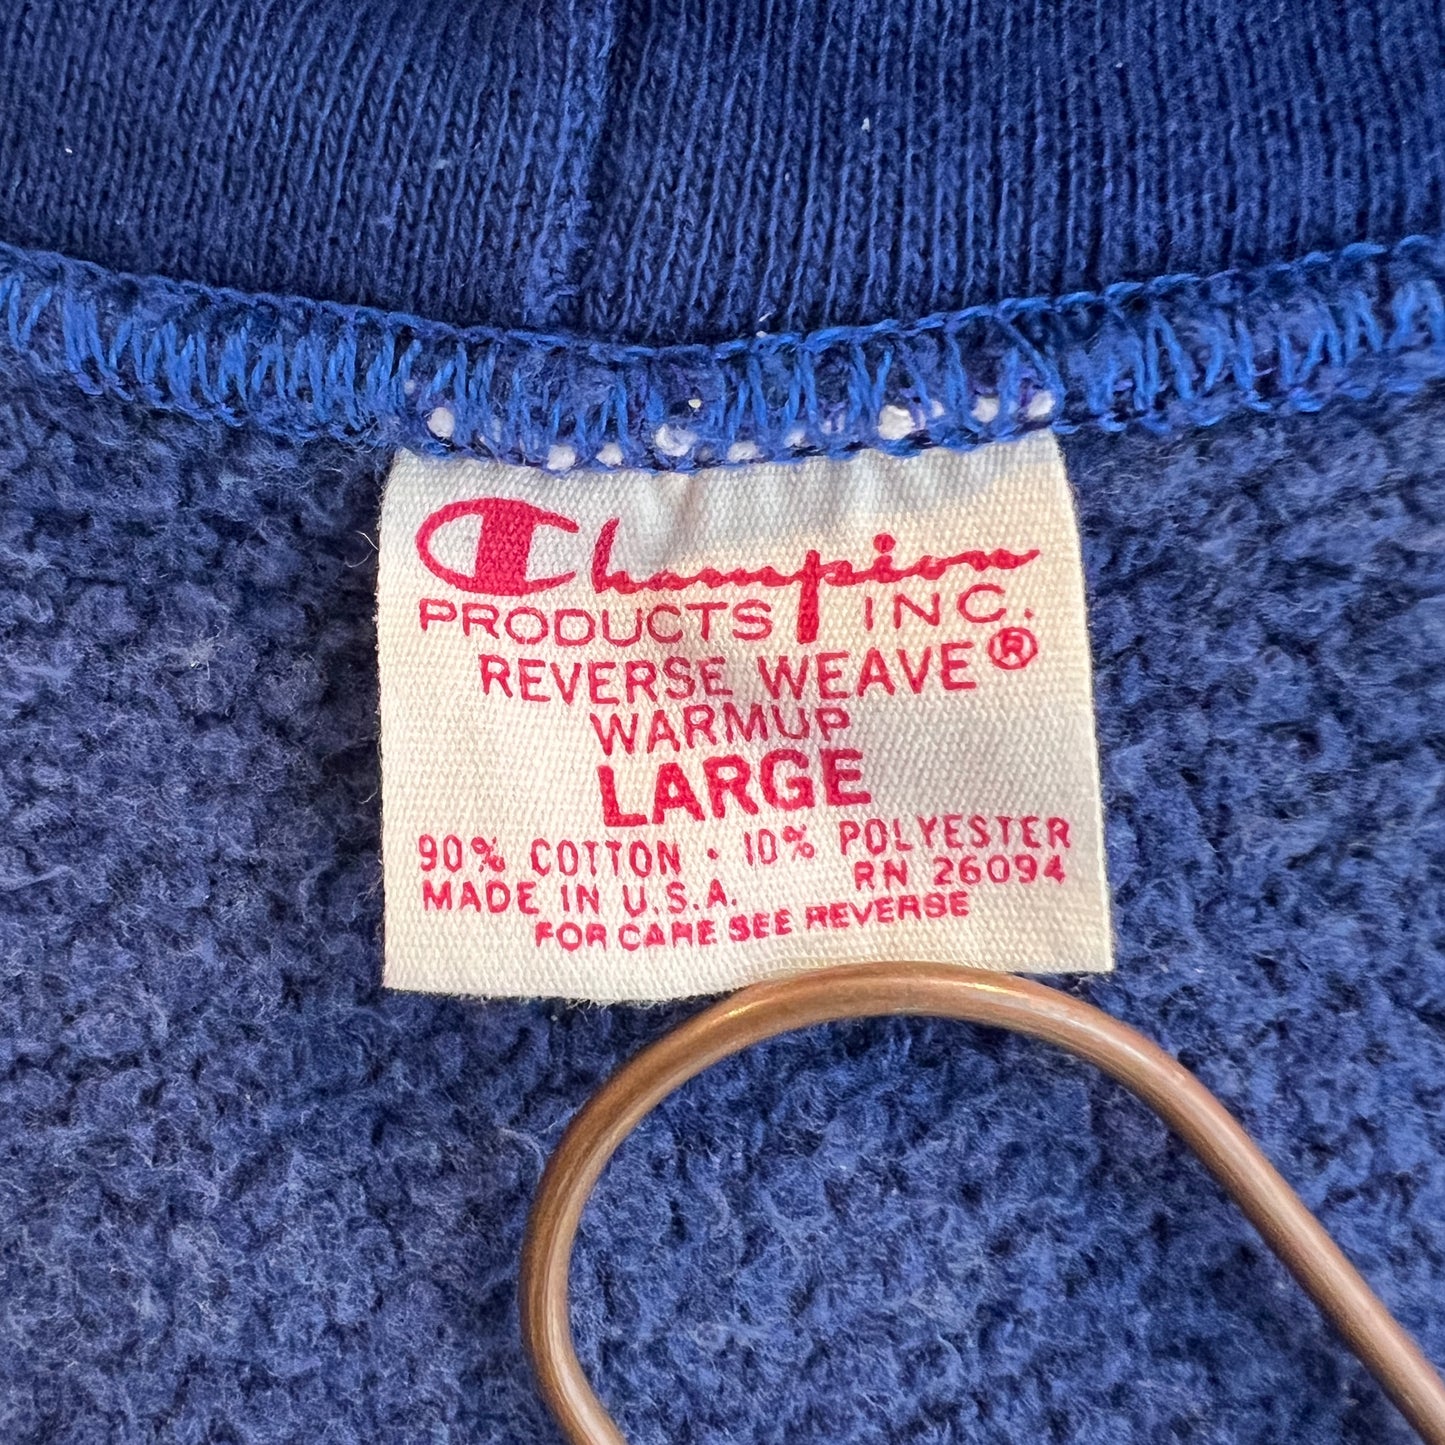 Champion
PRODUCTS INC.
REVERSE WEAVE®
WARMUP
LARGE
90% COTTON · 10% POLYESTER
MADE IN U.S.A. RN 26094
FOR CARE SEE REVERSE